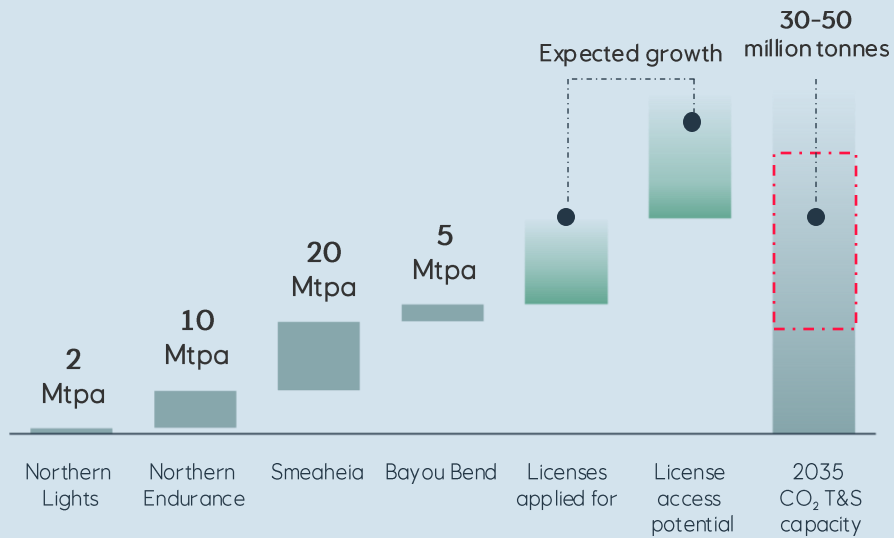 30-50
million tonnes
Expected growth
5
Mtpa
20
Mtpa
10
Mtpa
2
Mtpa
Northern
Lights
Northern
Endurance
Smeaheia
Bayou Bend
Licenses
applied for
License
access
potential
2035
CO₂ T&S
capacity